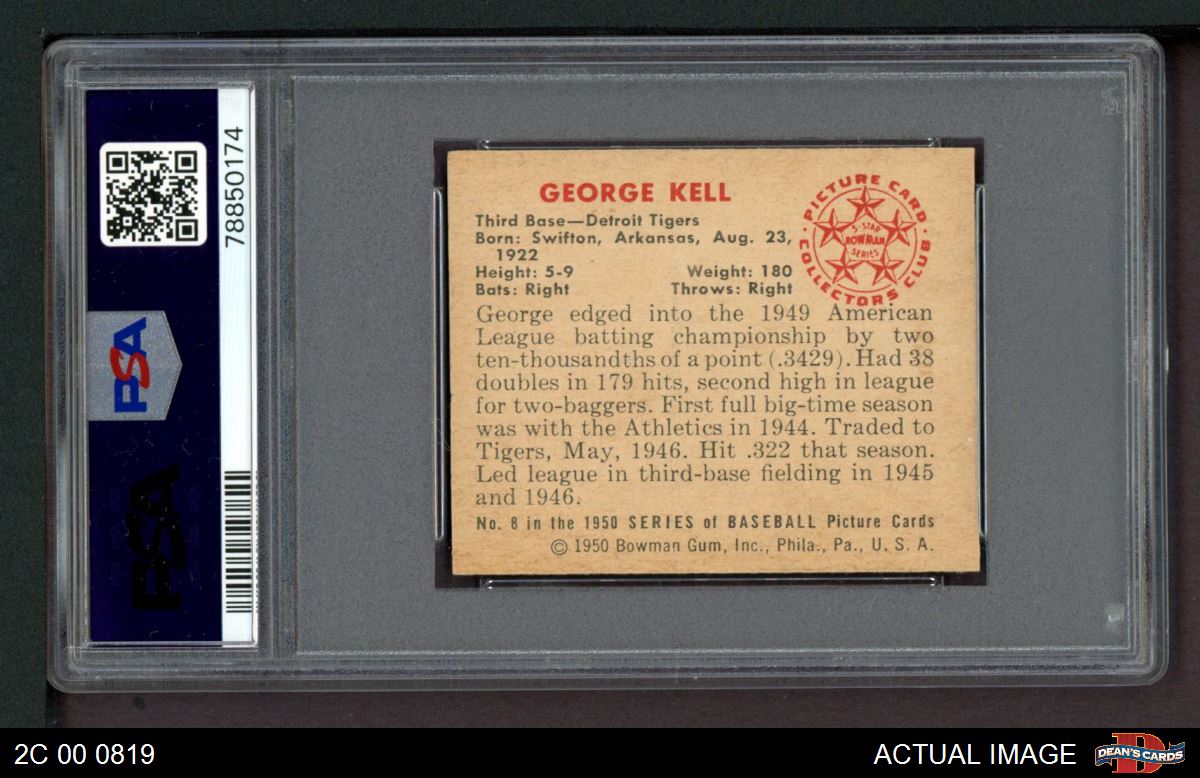 GEORGE KELL
Third Base—Detroit Tigers
Born: Swifton, Arkansas, Aug. 23,
1922
Height: 5-9 Weight: 180
Bats: Right Throws: Right
PICTURE CARD
COLLECTORS CLUB
5-STAR
BOWMAN
SERIES
George edged into the 1949 American
League batting championship by two
ten-thousandths of a point (.3429). Had 38
doubles in 179 hits, second high in league
for two-baggers. First full big-time season
was with the Athletics in 1944. Traded to
Tigers, May, 1946. Hit .322 that season.
Led league in third-base fielding in 1945
and 1946.
No. 8 in the 1950 SERIES of BASEBALL Picture Cards
© 1950 Bowman Gum, Inc., Phila., Pa., U. S. A.
78850174
PSA
PSA
2C 00 0819
ACTUAL IMAGE
DEAN'S CARDS